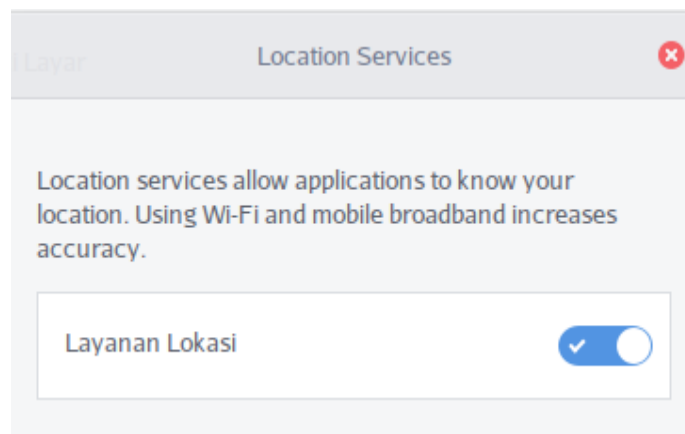 i Layar
Location Services
Location services allow applications to know your
location. Using Wi-Fi and mobile broadband increases
accuracy.
Layanan Lokasi